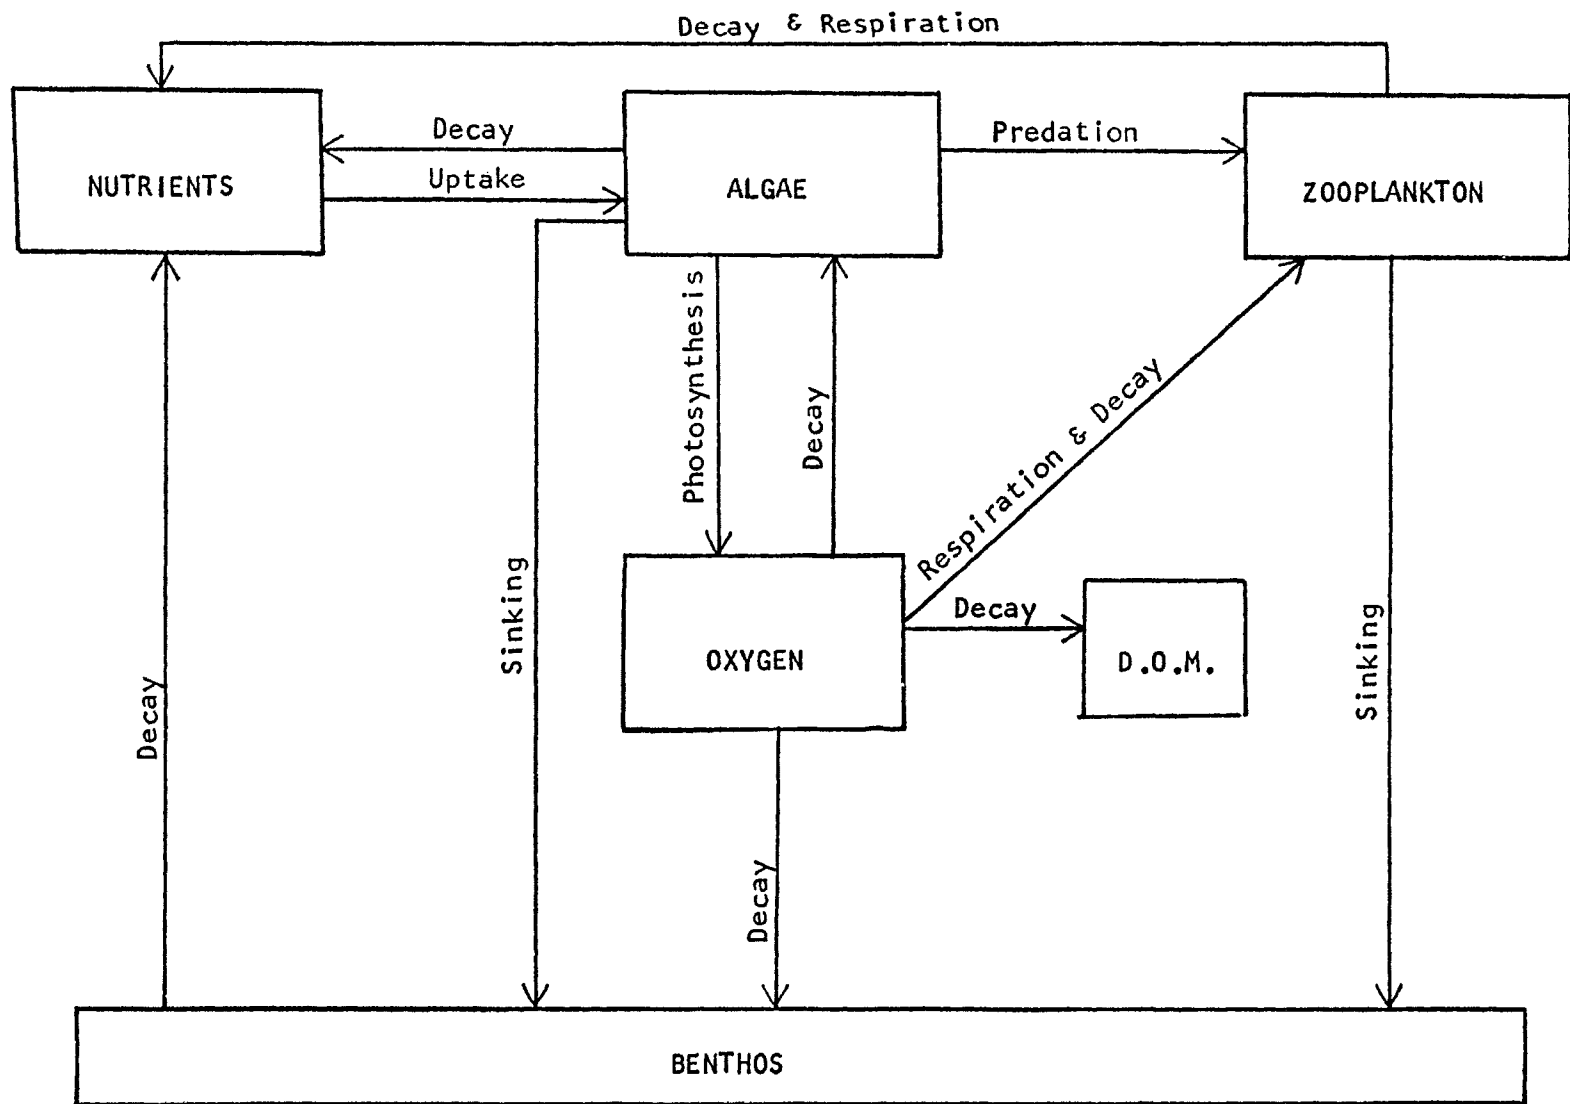 Decay & Respiration
NUTRIENTS
Decay
Uptake
ALGAE
Predation
ZOOPLANKTON
Photosynthesis
Decay
Respiration & Decay
Sinking
Decay
OXYGEN
Decay
D.O.M.
Sinking
Decay
BENTHOS